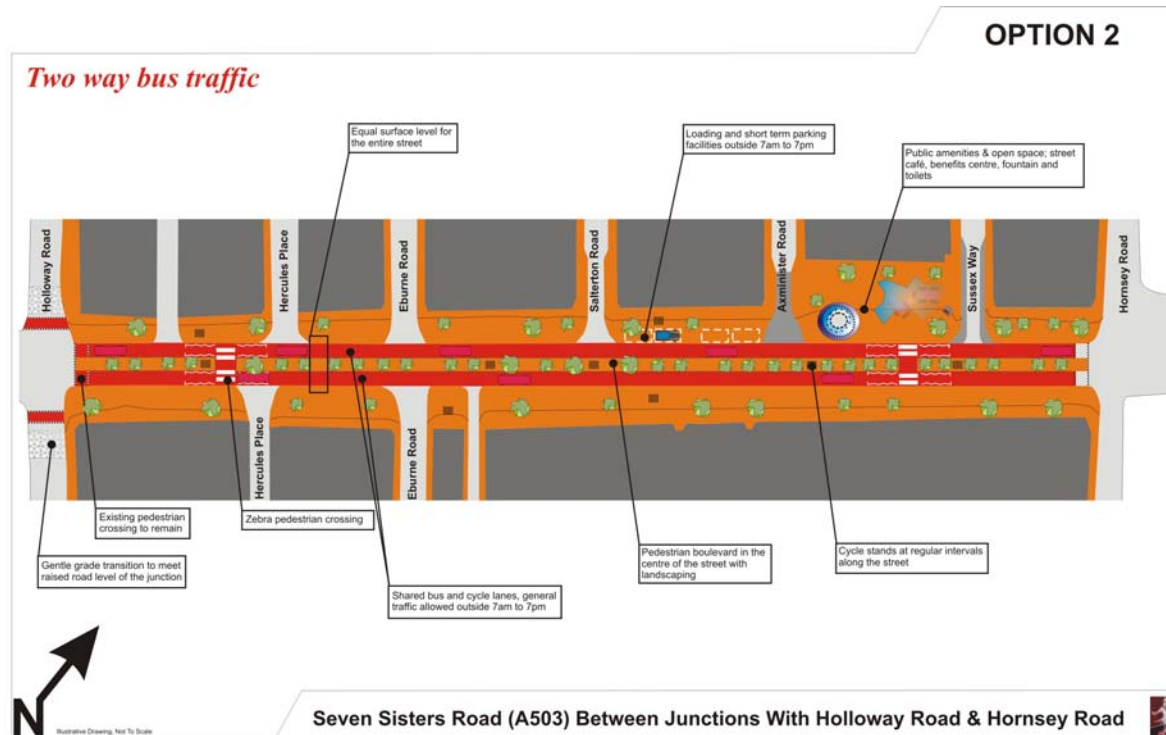 OPTION 2
Two way bus traffic
Equal surface level for
the entire street
Loading and short term parking
facilities outside 7am to 7pm
Public amenities & open space; street
café, benefits centre, fountain and
toilets
Holloway Road
Hercules Place
Eburne Road
Salterton Road
Axminister Road
Sussex Way
Hornsey Road
Hercules Place
Eburne Road
Existing pedestrian
crossing to remain
Zebra pedestrian crossing
Gentle grade transition to meet
raised road level of the junction
Shared bus and cycle lanes, general
traffic allowed outside 7am to 7pm
Pedestrian boulevard in the
centre of the street with
landscaping
Cycle stands at regular intervals
along the street
N
Illustrative Drawing, Not To Scale
Seven Sisters Road (A503) Between Junctions With Holloway Road & Hornsey Road